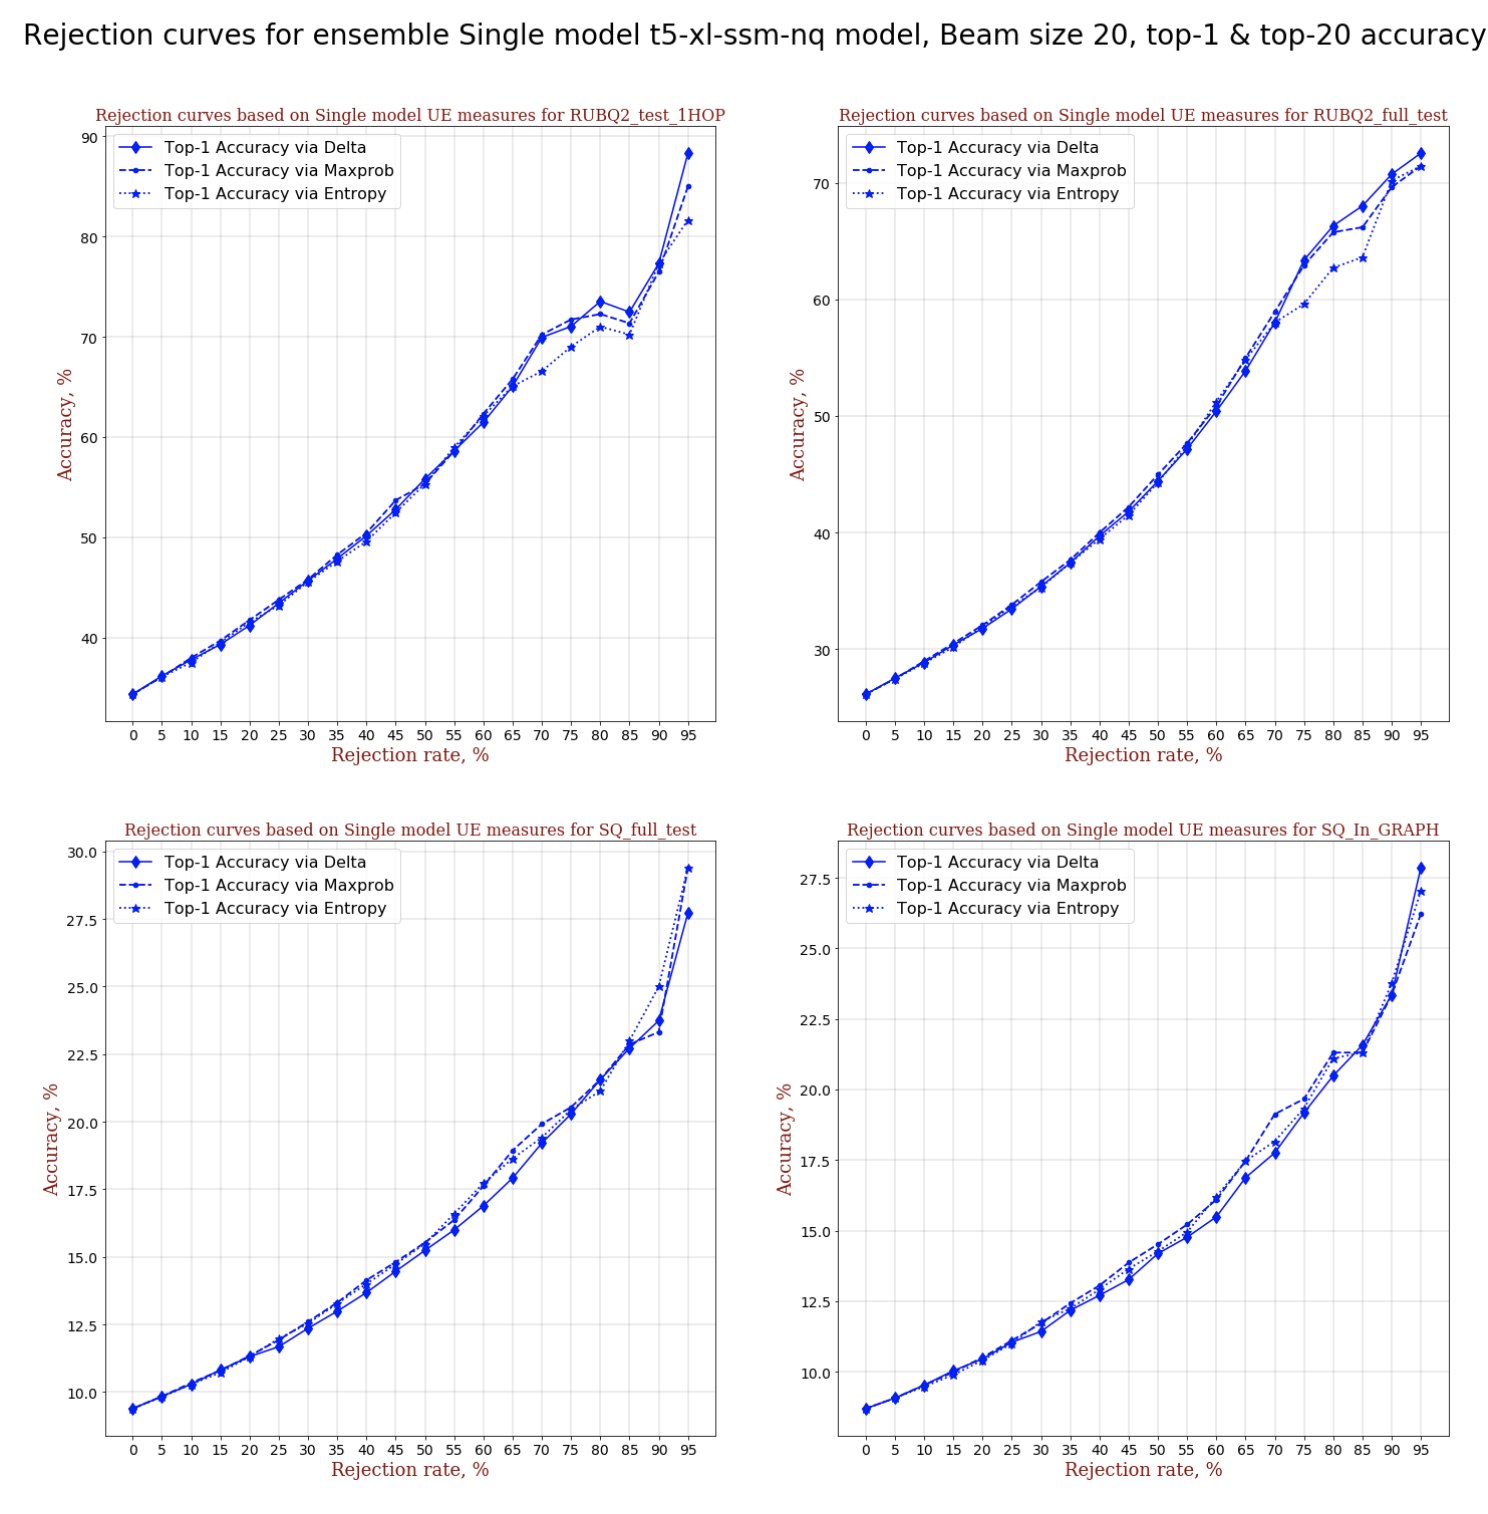 Rejection curves for ensemble Single model t5-xl-ssm-nq model, Beam size 20, top-1 & top-20 accuracy
Rejection curves based on Single model UE measures for RUBQ2_test_1HOP
Top-1 Accuracy via Delta
Top-1 Accuracy via Maxprob
Top-1 Accuracy via Entropy
90
80
70
60
50
40
Accuracy, %
0 5 10 15 20 25 30 35 40 45 50 55 60 65 70 75 80 85 90 95
Rejection rate, %
Rejection curves based on Single model UE measures for RUBQ2_full_test
Top-1 Accuracy via Delta
Top-1 Accuracy via Maxprob
Top-1 Accuracy via Entropy
70
60
50
40
30
Accuracy, %
0 5 10 15 20 25 30 35 40 45 50 55 60 65 70 75 80 85 90 95
Rejection rate, %
Rejection curves based on Single model UE measures for SQ_full_test
Top-1 Accuracy via Delta
Top-1 Accuracy via Maxprob
Top-1 Accuracy via Entropy
30.0
27.5
25.0
22.5
20.0
17.5
15.0
12.5
10.0
Accuracy, %
0 5 10 15 20 25 30 35 40 45 50 55 60 65 70 75 80 85 90 95
Rejection rate, %
Rejection curves based on Single model UE measures for SQ_In_GRAPH
Top-1 Accuracy via Delta
Top-1 Accuracy via Maxprob
Top-1 Accuracy via Entropy
27.5
25.0
22.5
20.0
17.5
15.0
12.5
10.0
Accuracy, %
0 5 10 15 20 25 30 35 40 45 50 55 60 65 70 75 80 85 90 95
Rejection rate, %